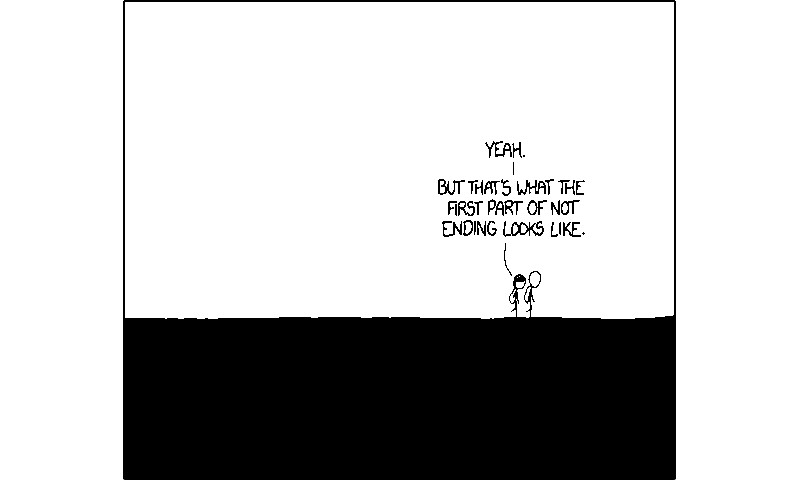 YEAH.
BUT THAT'S WHAT THE
FIRST PART OF NOT
ENDING LOOKS LIKE.